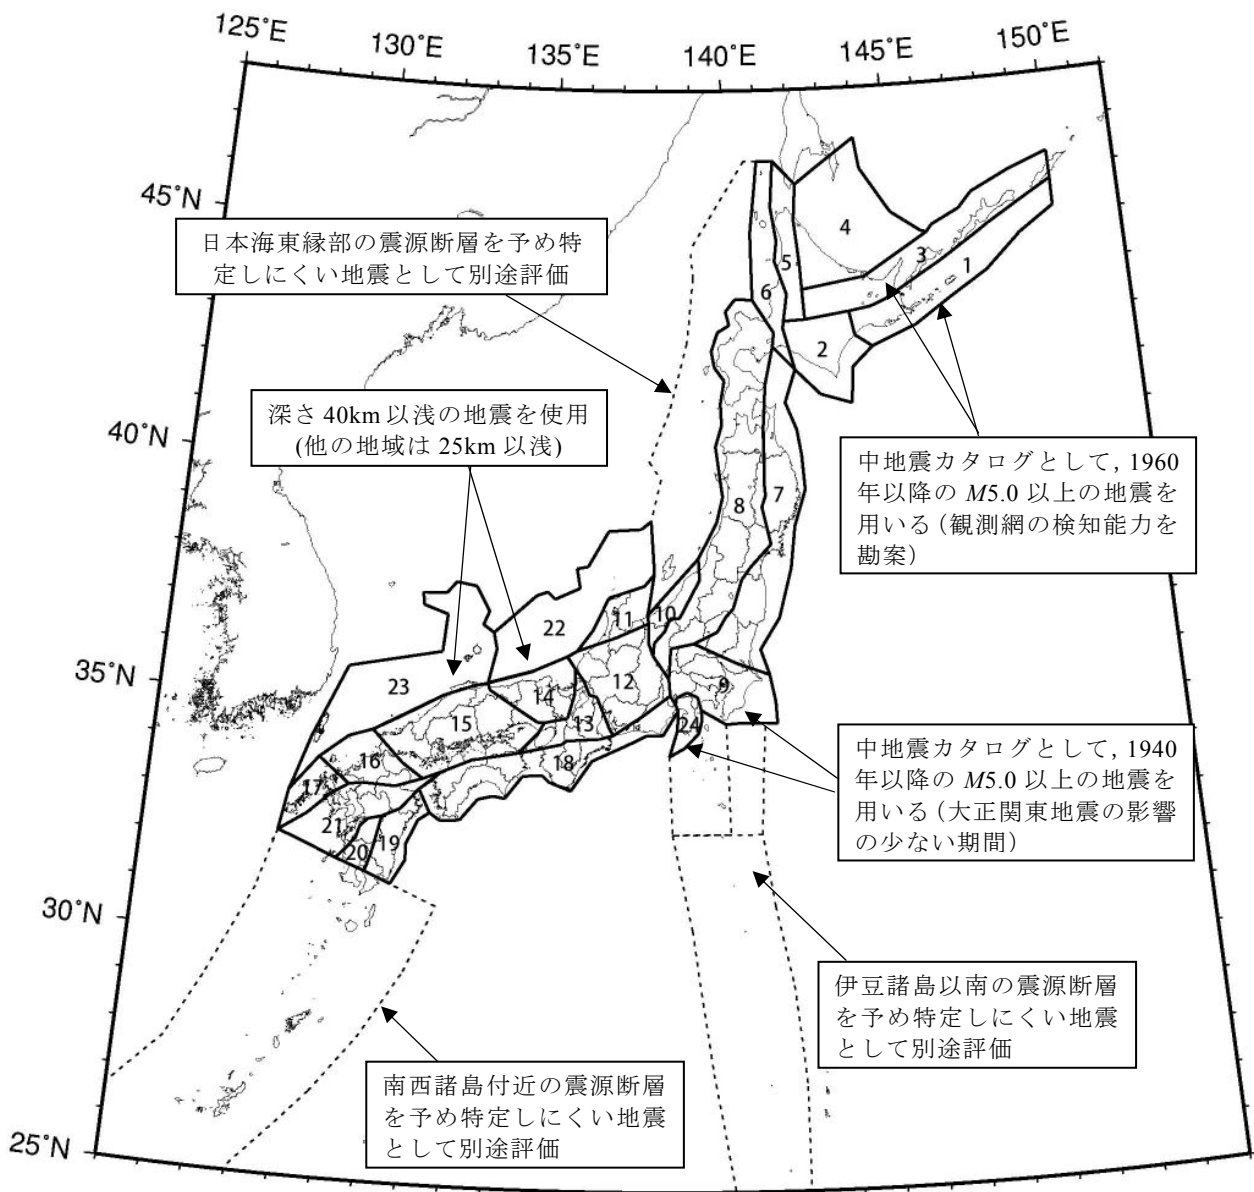 125°E
130°E
135°E
140°E
145°E
150°E
45°N
40°N
35°N
30°N
25°N
日本海東縁部の震源断層を予め特
定しにくい地震として別途評価
深さ 40km 以浅の地震を使用
(他の地域は 25km 以浅)
中地震カタログとして, 1960
年以降の M5.0 以上の地震を
用いる（観測網の検知能力を
勘案）
中地震カタログとして, 1940
年以降の M5.0 以上の地震を
用いる（大正関東地震の影響
の少ない期間）
伊豆諸島以南の震源断層
を予め特定しにくい地震
として別途評価
南西諸島付近の震源断層
を予め特定しにくい地震
として別途評価
1
2
3
4
5
6
7
8
9
10
11
12
13
14
15
16
17
18
19
20
21
22
23
24